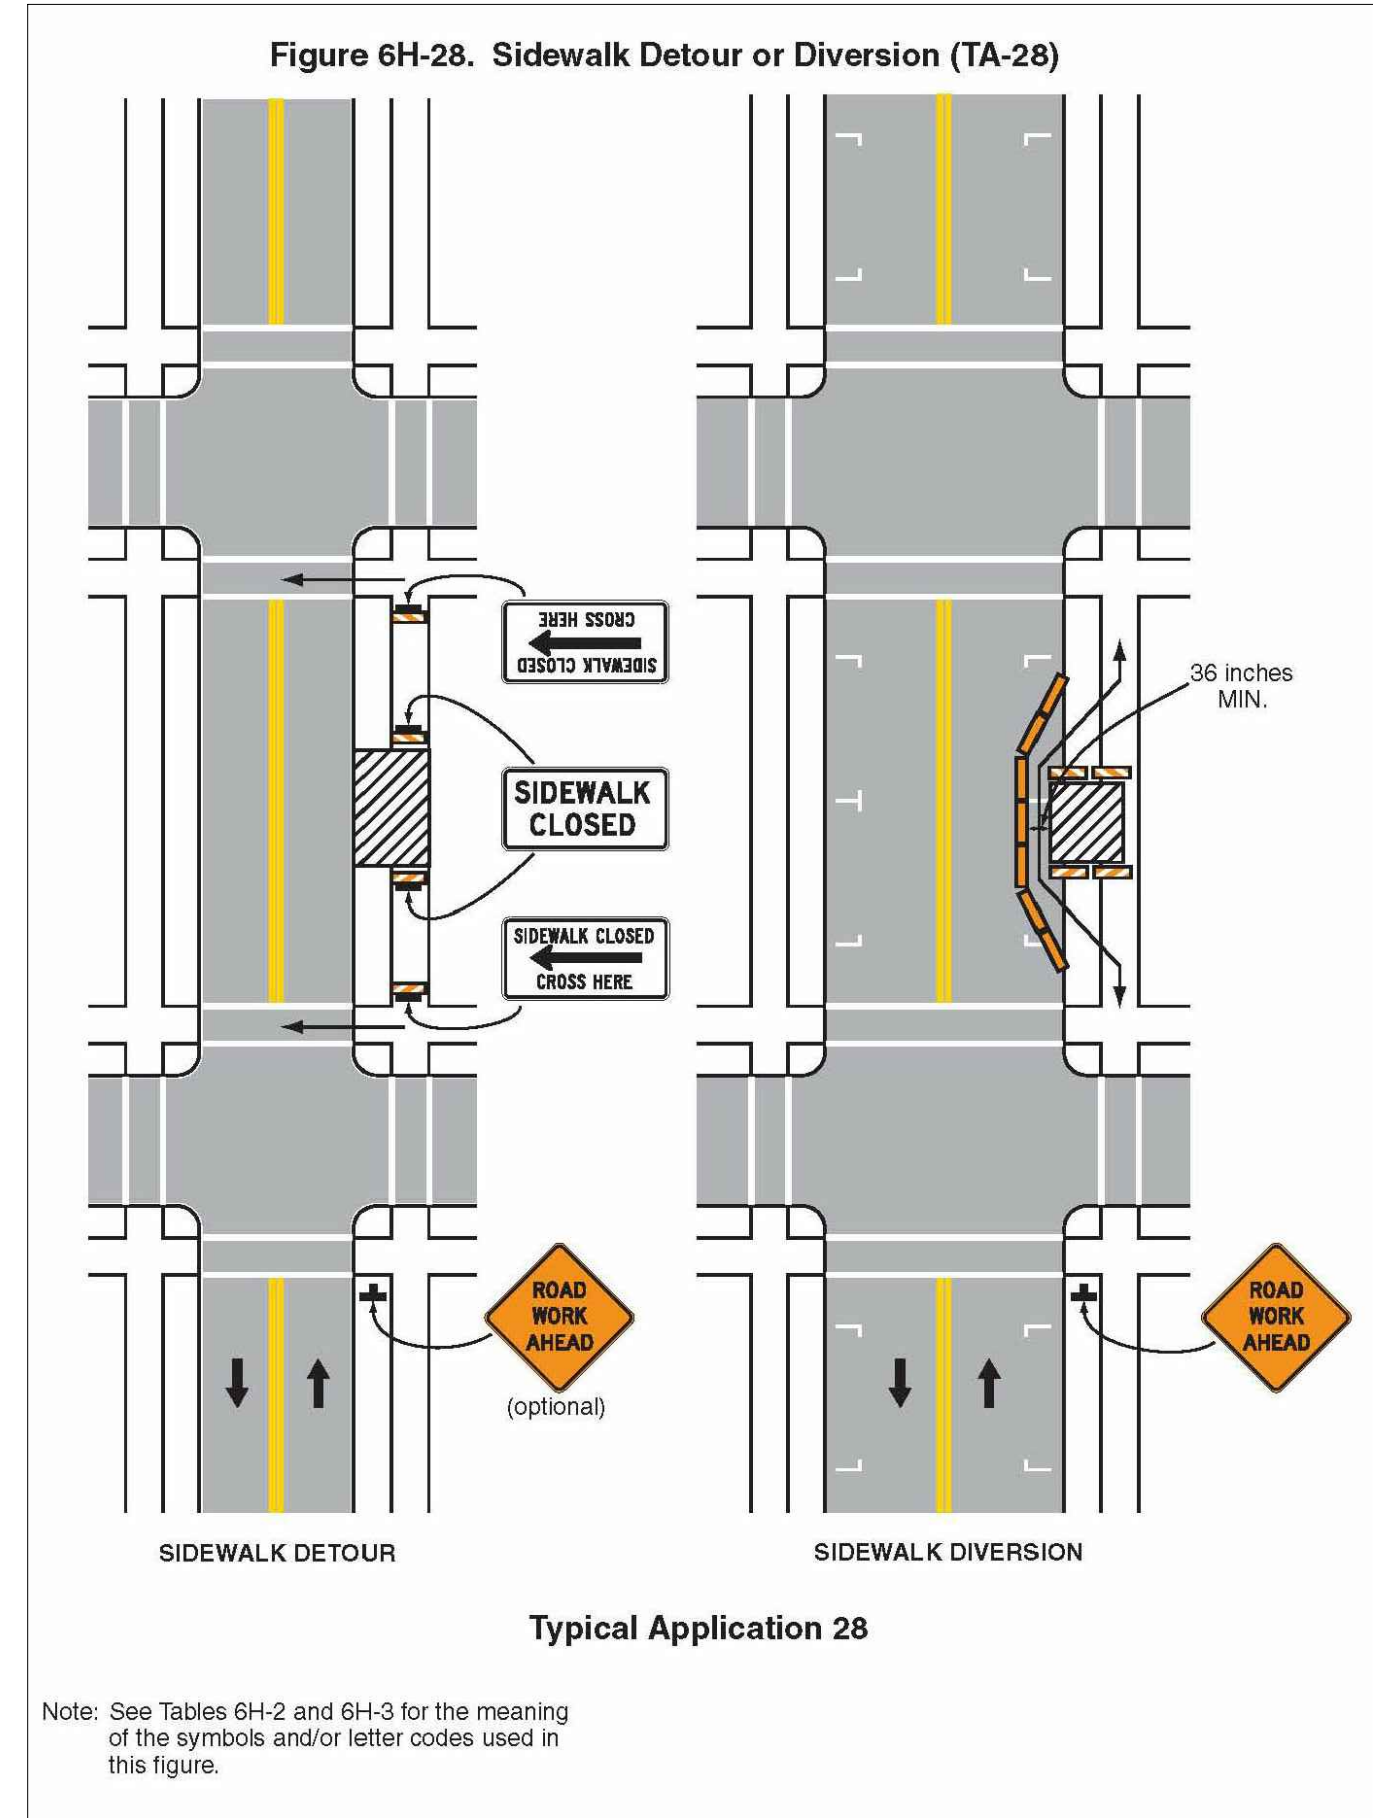 Figure 6H-28. Sidewalk Detour or Diversion (TA-28)
SIDEWALK CLOSED
CROSS HERE
36 inches
MIN.
SIDEWALK
CLOSED
SIDEWALK CLOSED
CROSS HERE
ROAD
WORK
AHEAD
(optional)
ROAD
WORK
AHEAD
SIDEWALK DETOUR
SIDEWALK DIVERSION
Typical Application 28
Note: See Tables 6H-2 and 6H-3 for the meaning
of the symbols and/or letter codes used in
this figure.